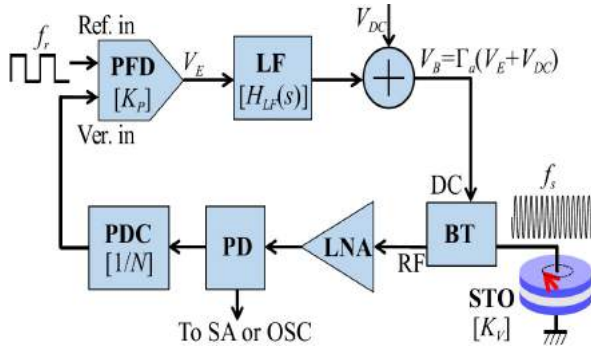 f_r
Ref. in
PFD
[K_P]
Ver. in
V_E
LF
[H_LF(s)]
V_DC
+
V_B=Γ_a(V_E+V_DC)
DC
BT
RF
f_s
STO
[K_V]
LNA
PD
PDC
[1/N]
To SA or OSC